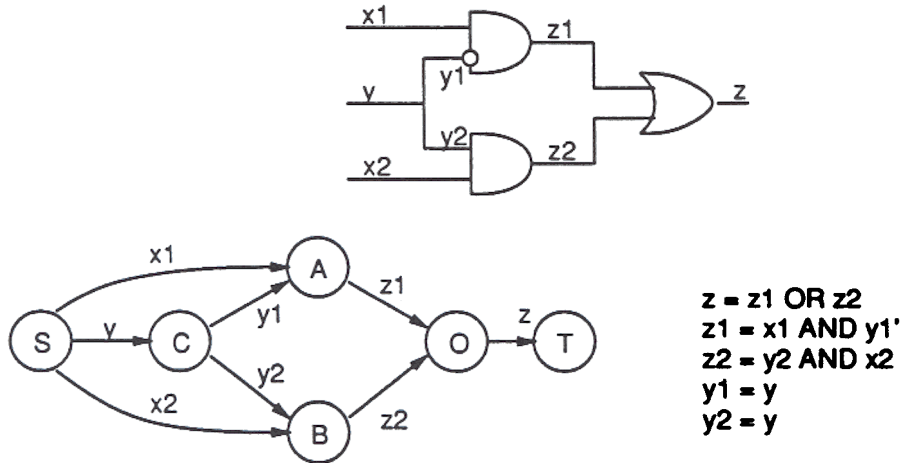 x1
z1
y1
y
z
y2
z2
x2
x1
A
z1
y1
S
y
C
O
z
T
y2
x2
B
z2
z = z1 OR z2
z1 = x1 AND y1'
z2 = y2 AND x2
y1 = y
y2 = y